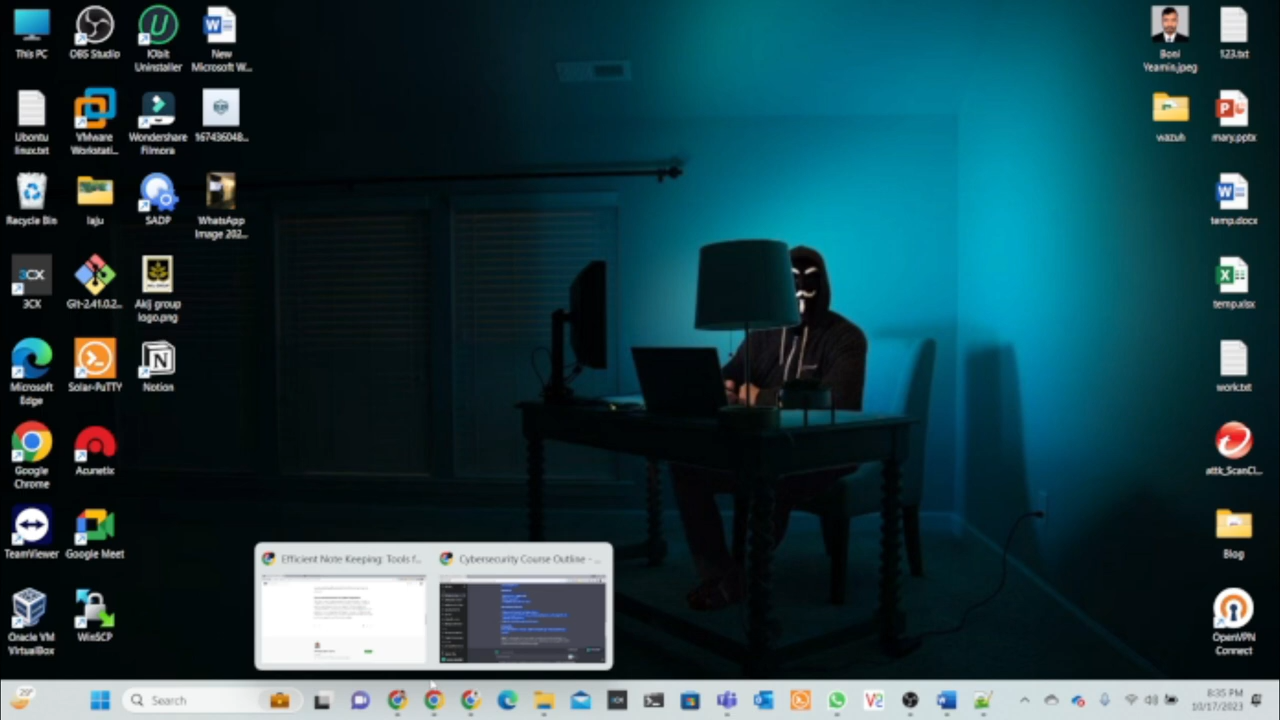 This PC
OBS Studio
IObit
Uninstaller
New
Microsoft W...
Ubontu
linux.txt
VMware
Workstati...
Wondershare
Filmora
167436048...
Recycle Bin
laju
SADP
WhatsApp
Image 202...
3CX
3CX
Git-2.41.0.2...
Akij group
logo.png
Microsoft
Edge
Solar-PuTTY
Notion
Google
Chrome
Acunetix
TeamViewer
Google Meet
Oracle VM
VirtualBox
WinSCP
Boni
Yeamin.jpeg
123.txt
wazuh
mary.pptx
temp.docx
temp.xlsx
work.txt
attk_ScanCl...
Blog
OpenVPN
Connect
Efficient Note Keeping: Tools f...
Cybersecurity Course Outline - ...
29°
Search
8:35 PM
10/17/2023